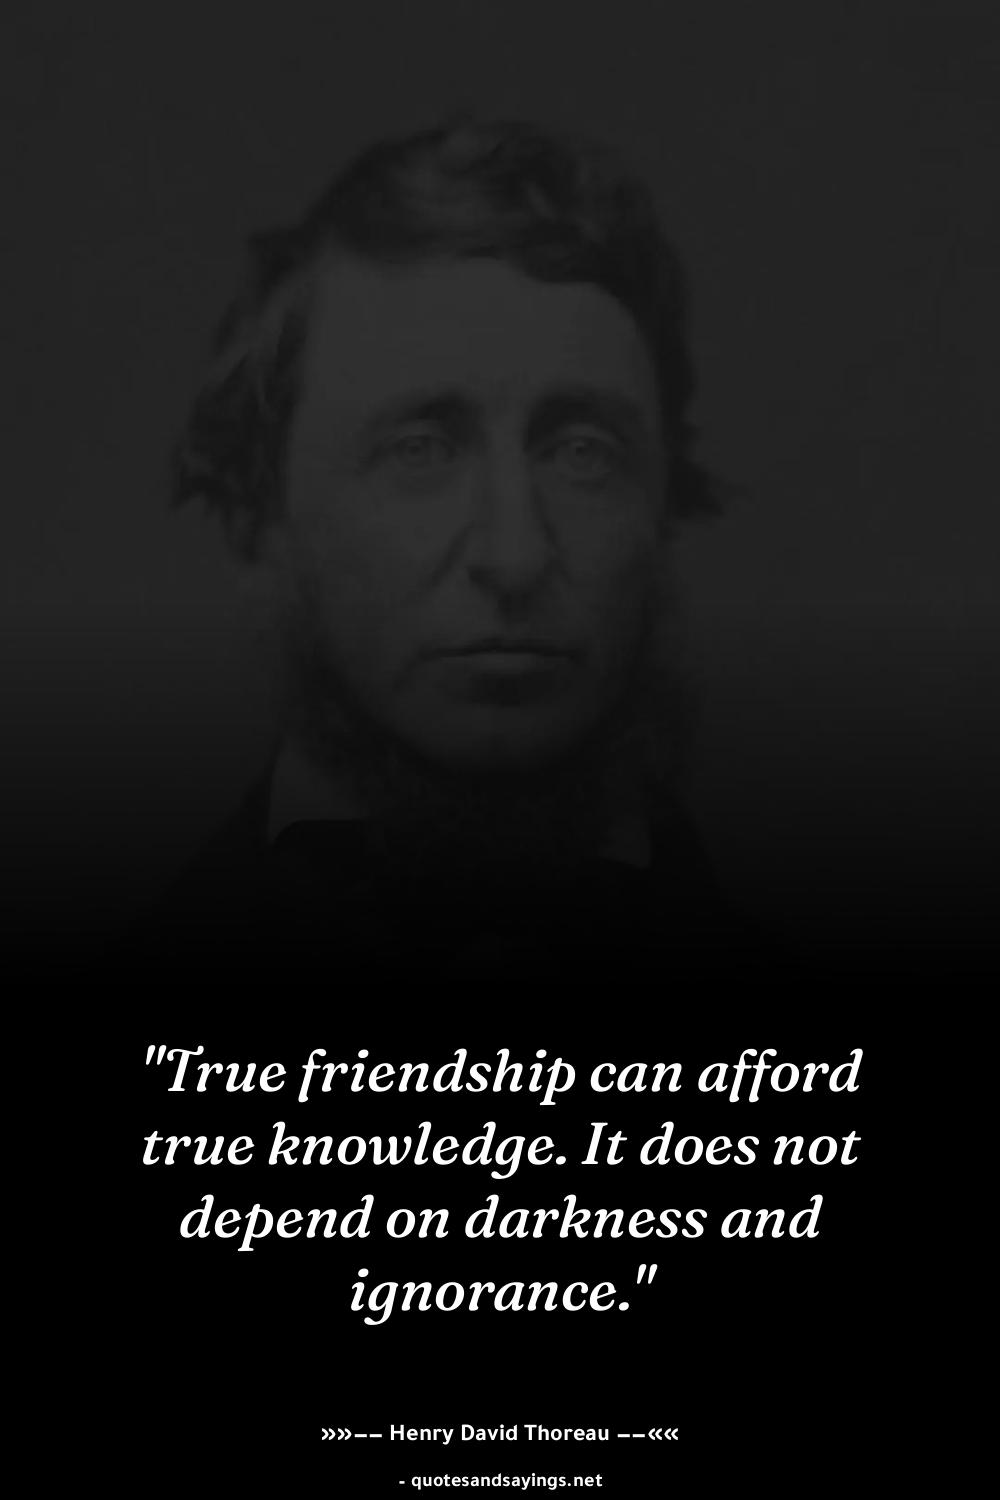 "True friendship can afford
true knowledge. It does not
depend on darkness and
ignorance."
»»−− Henry David Thoreau −−««
- quotesandsayings.net